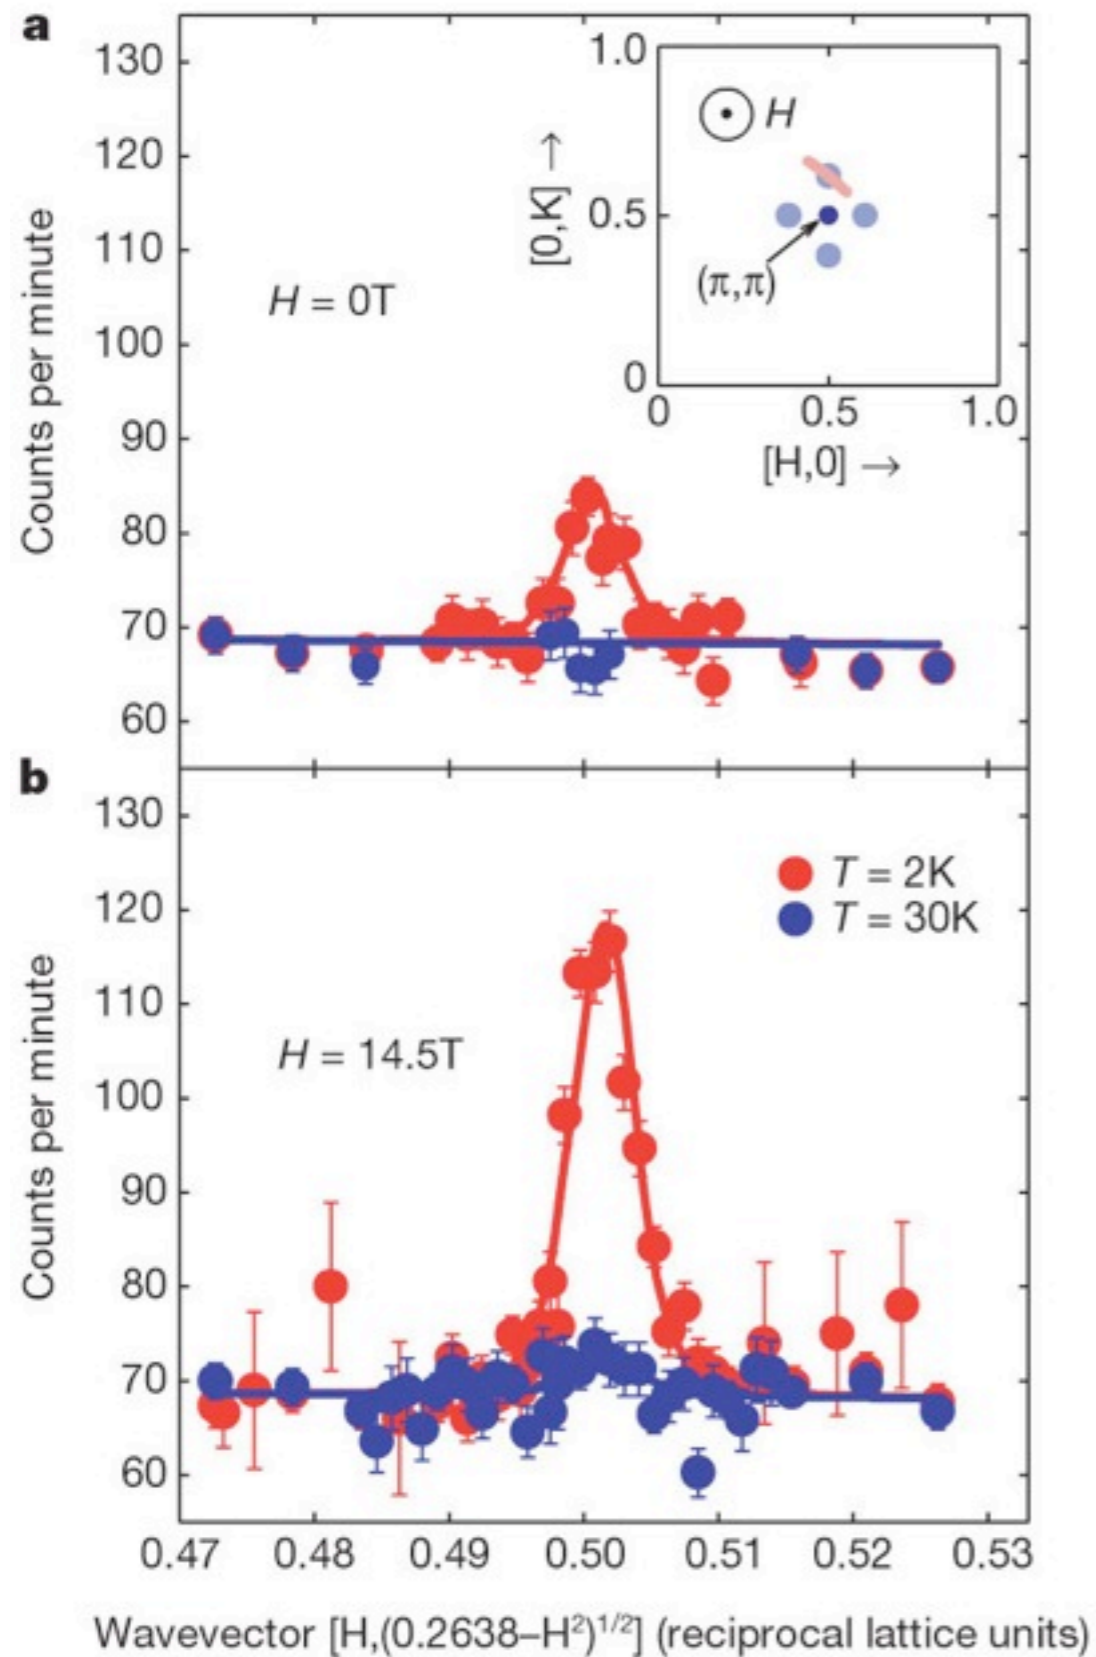 a
130
120
110
100
90
80
70
60
Counts per minute
H = 0T
1.0
0.5
0
[0,K] →
H
(π,π)
0
0.5
1.0
[H,0] →
b
130
120
110
100
90
80
70
60
Counts per minute
T = 2K
T = 30K
H = 14.5T
0.47
0.48
0.49
0.50
0.51
0.52
0.53
Wavevector [H,(0.2638–H²)¹/²] (reciprocal lattice units)